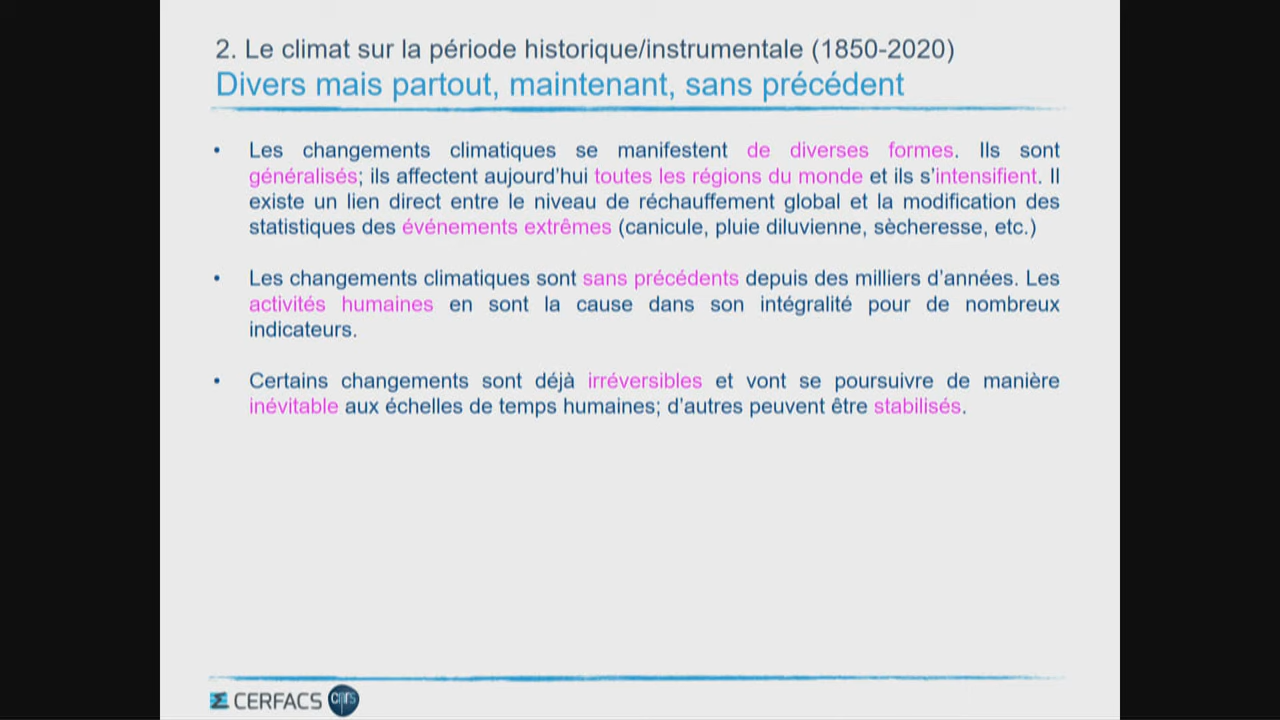 2. Le climat sur la période historique/instrumentale (1850-2020)
Divers mais partout, maintenant, sans précédent
• Les changements climatiques se manifestent de diverses formes. Ils sont
généralisés; ils affectent aujourd'hui toutes les régions du monde et ils s'intensifient. Il
existe un lien direct entre le niveau de réchauffement global et la modification des
statistiques des événements extrêmes (canicule, pluie diluvienne, sècheresse, etc.)
• Les changements climatiques sont sans précédents depuis des milliers d'années. Les
activités humaines en sont la cause dans son intégralité pour de nombreux
indicateurs.
• Certains changements sont déjà irréversibles et vont se poursuivre de manière
inévitable aux échelles de temps humaines; d'autres peuvent être stabilisés.
CERFACS cnrs